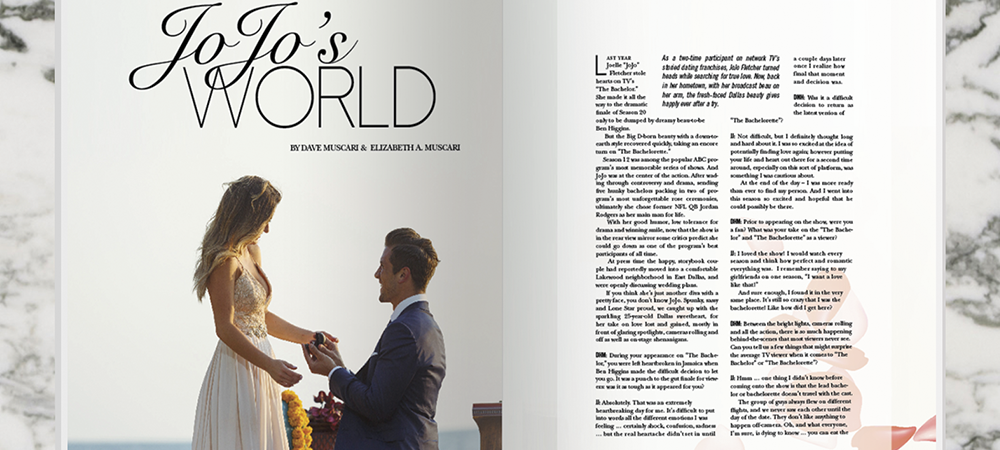 JoJo's
WORLD
BY DAVE MUSCARI & ELIZABETH A. MUSCARI
LAST YEAR
Joelle "JoJo"
Fletcher stole
hearts on TV's
"The Bachelor."
She made it all the
way to the dramatic
finale of Season 20
only to be dumped by dreamy beau-to-be
Ben Higgins.
But the Big D-born beauty with a down-to-
earth style recovered quickly, taking an encore
turn on "The Bachelorette."
Season 12 was among the popular ABC pro-
gram's most memorable series of shows. And
JoJo was at the center of the action. After wad-
ing through controversy and drama, sending
five hunky bachelors packing in two of pro-
gram's most unforgettable rose ceremonies,
ultimately she chose former NFL QB Jordan
Rodgers as her main man for life.
With her good humor, low tolerance for
drama and winning smile, now that the show is
in the rear view mirror some critics predict she
could go down as one of the program's best
participants of all time.
At press time the happy, storybook cou-
ple had reportedly moved into a comfortable
Lakewood neighborhood in East Dallas, and
were openly discussing wedding plans.
If you think she's just another diva with a
pretty face, you don't know JoJo. Spunky, sassy
and Lone Star proud, we caught up with the
sparkling 25-year-old Dallas sweetheart, for
her take on love lost and gained, mostly in
front of glaring spotlights, cameras rolling and
off as well as on-stage shenanigans.
DHM: During your appearance on "The Bache-
lor," you were left heartbroken in Jamaica when
Ben Higgins made the difficult decision to let
you go. It was a punch to the gut finale for view-
ers: was it as tough as it appeared for you?
JF: Absolutely. That was an extremely
heartbreaking day for me. It's difficult to put
into words all the different emotions I was
feeling ... certainly shock, confusion, sadness
... but the real heartache didn't set in until
As a two-time participant on network TV's
storied dating franchises, JoJo Fletcher turned
heads while searching for true love. Now, back
in her hometown, with her broadcast beau on
her arm, the fresh-faced Dallas beauty gives
happily ever after a try.
a couple days later
once I realize how
final that moment
and decision was.
DHM: Was it a difficult
decision to return as
the latest version of
"The Bachelorette"?
JF: Not difficult, but I definitely thought long
and hard about it. I was so excited at the idea of
potentially finding love again; however putting
your life and heart out there for a second time
around, especially on this sort of platform, was
something I was cautious about.
At the end of the day – I was more ready
than ever to find my person. And I went into
this season so excited and hopeful that he
could possibly be there.
DHM: Prior to appearing on the show, were you
a fan? What was your take on the "The Bache-
lor" and "The Bachelorette" as a viewer?
JF: I loved the show! I would watch every
season and think how perfect and romantic
everything was. I remember saying to my
girlfriends on one season, "I want a love
like that!"
And sure enough, I found it in the very
same place. It's still so crazy that I was the
bachelorette! Like how did I get here?
DHM: Between the bright lights, cameras rolling
and all the action, there is so much happening
behind-the-scenes that most viewers never see.
Can you tell us a few things that might surprise
the average TV viewer when it comes to "The
Bachelor" or "The Bachelorette"?
JF: Hmm ... one thing I didn't know before
coming onto the show is that the lead bache-
lor or bachelorette doesn't travel with the cast.
The group of guys always flew on different
flights, and we never saw each other until the
day of the date. They don't like anything to
happen off-camera. Oh, and what everyone,
I'm sure, is dying to know ... you can eat the